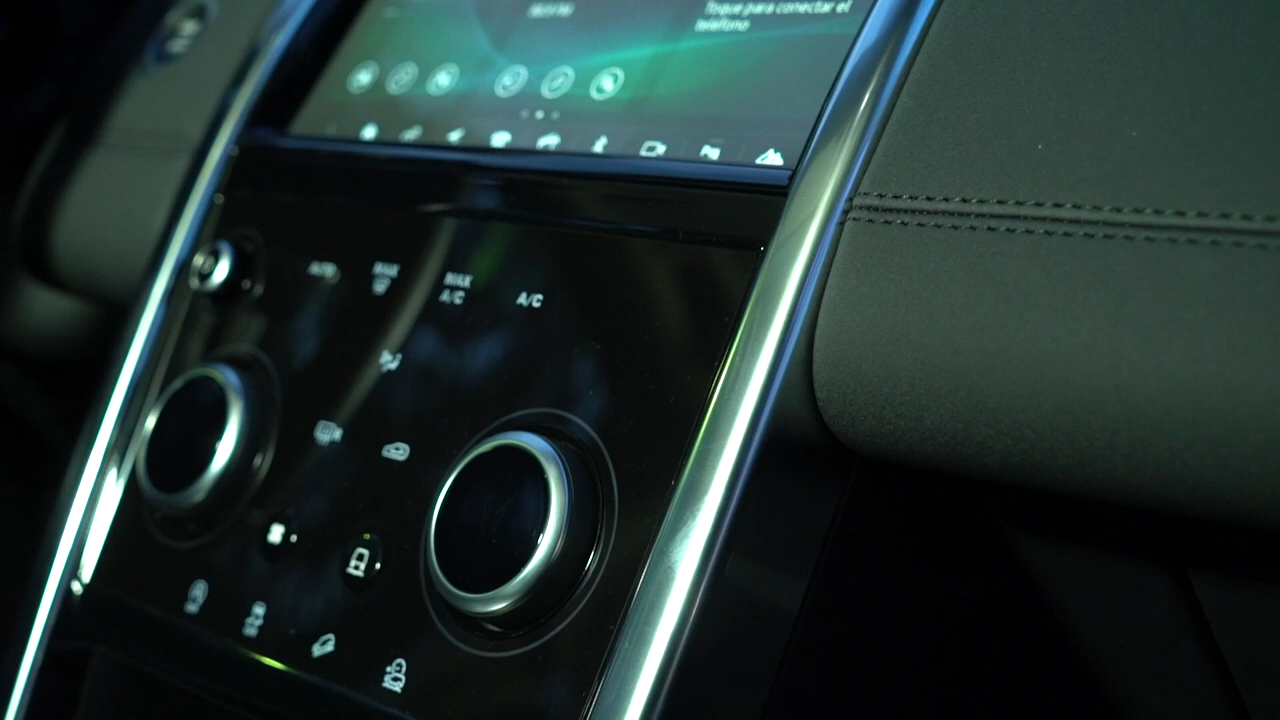 Toque para conectar el
teléfono
AUTO
MAX
MAX
A/C
A/C